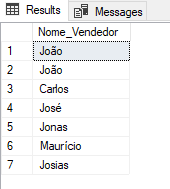 Results Messages
Nome_Vendedor
1 João
2 João
3 Carlos
4 José
5 Jonas
6 Maurício
7 Josias